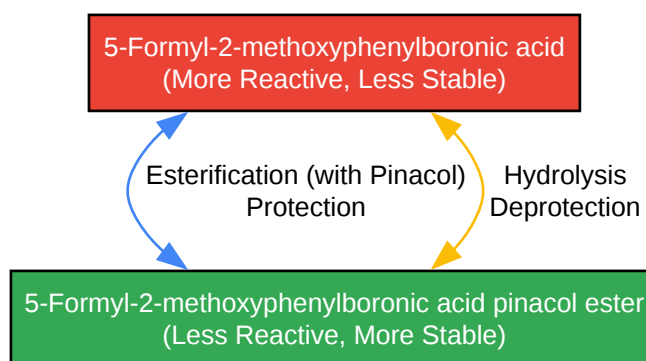 5-Formyl-2-methoxyphenylboronic acid
(More Reactive, Less Stable)
Esterification (with Pinacol)
Protection
Hydrolysis
Deprotection
5-Formyl-2-methoxyphenylboronic acid pinacol ester
(Less Reactive, More Stable)